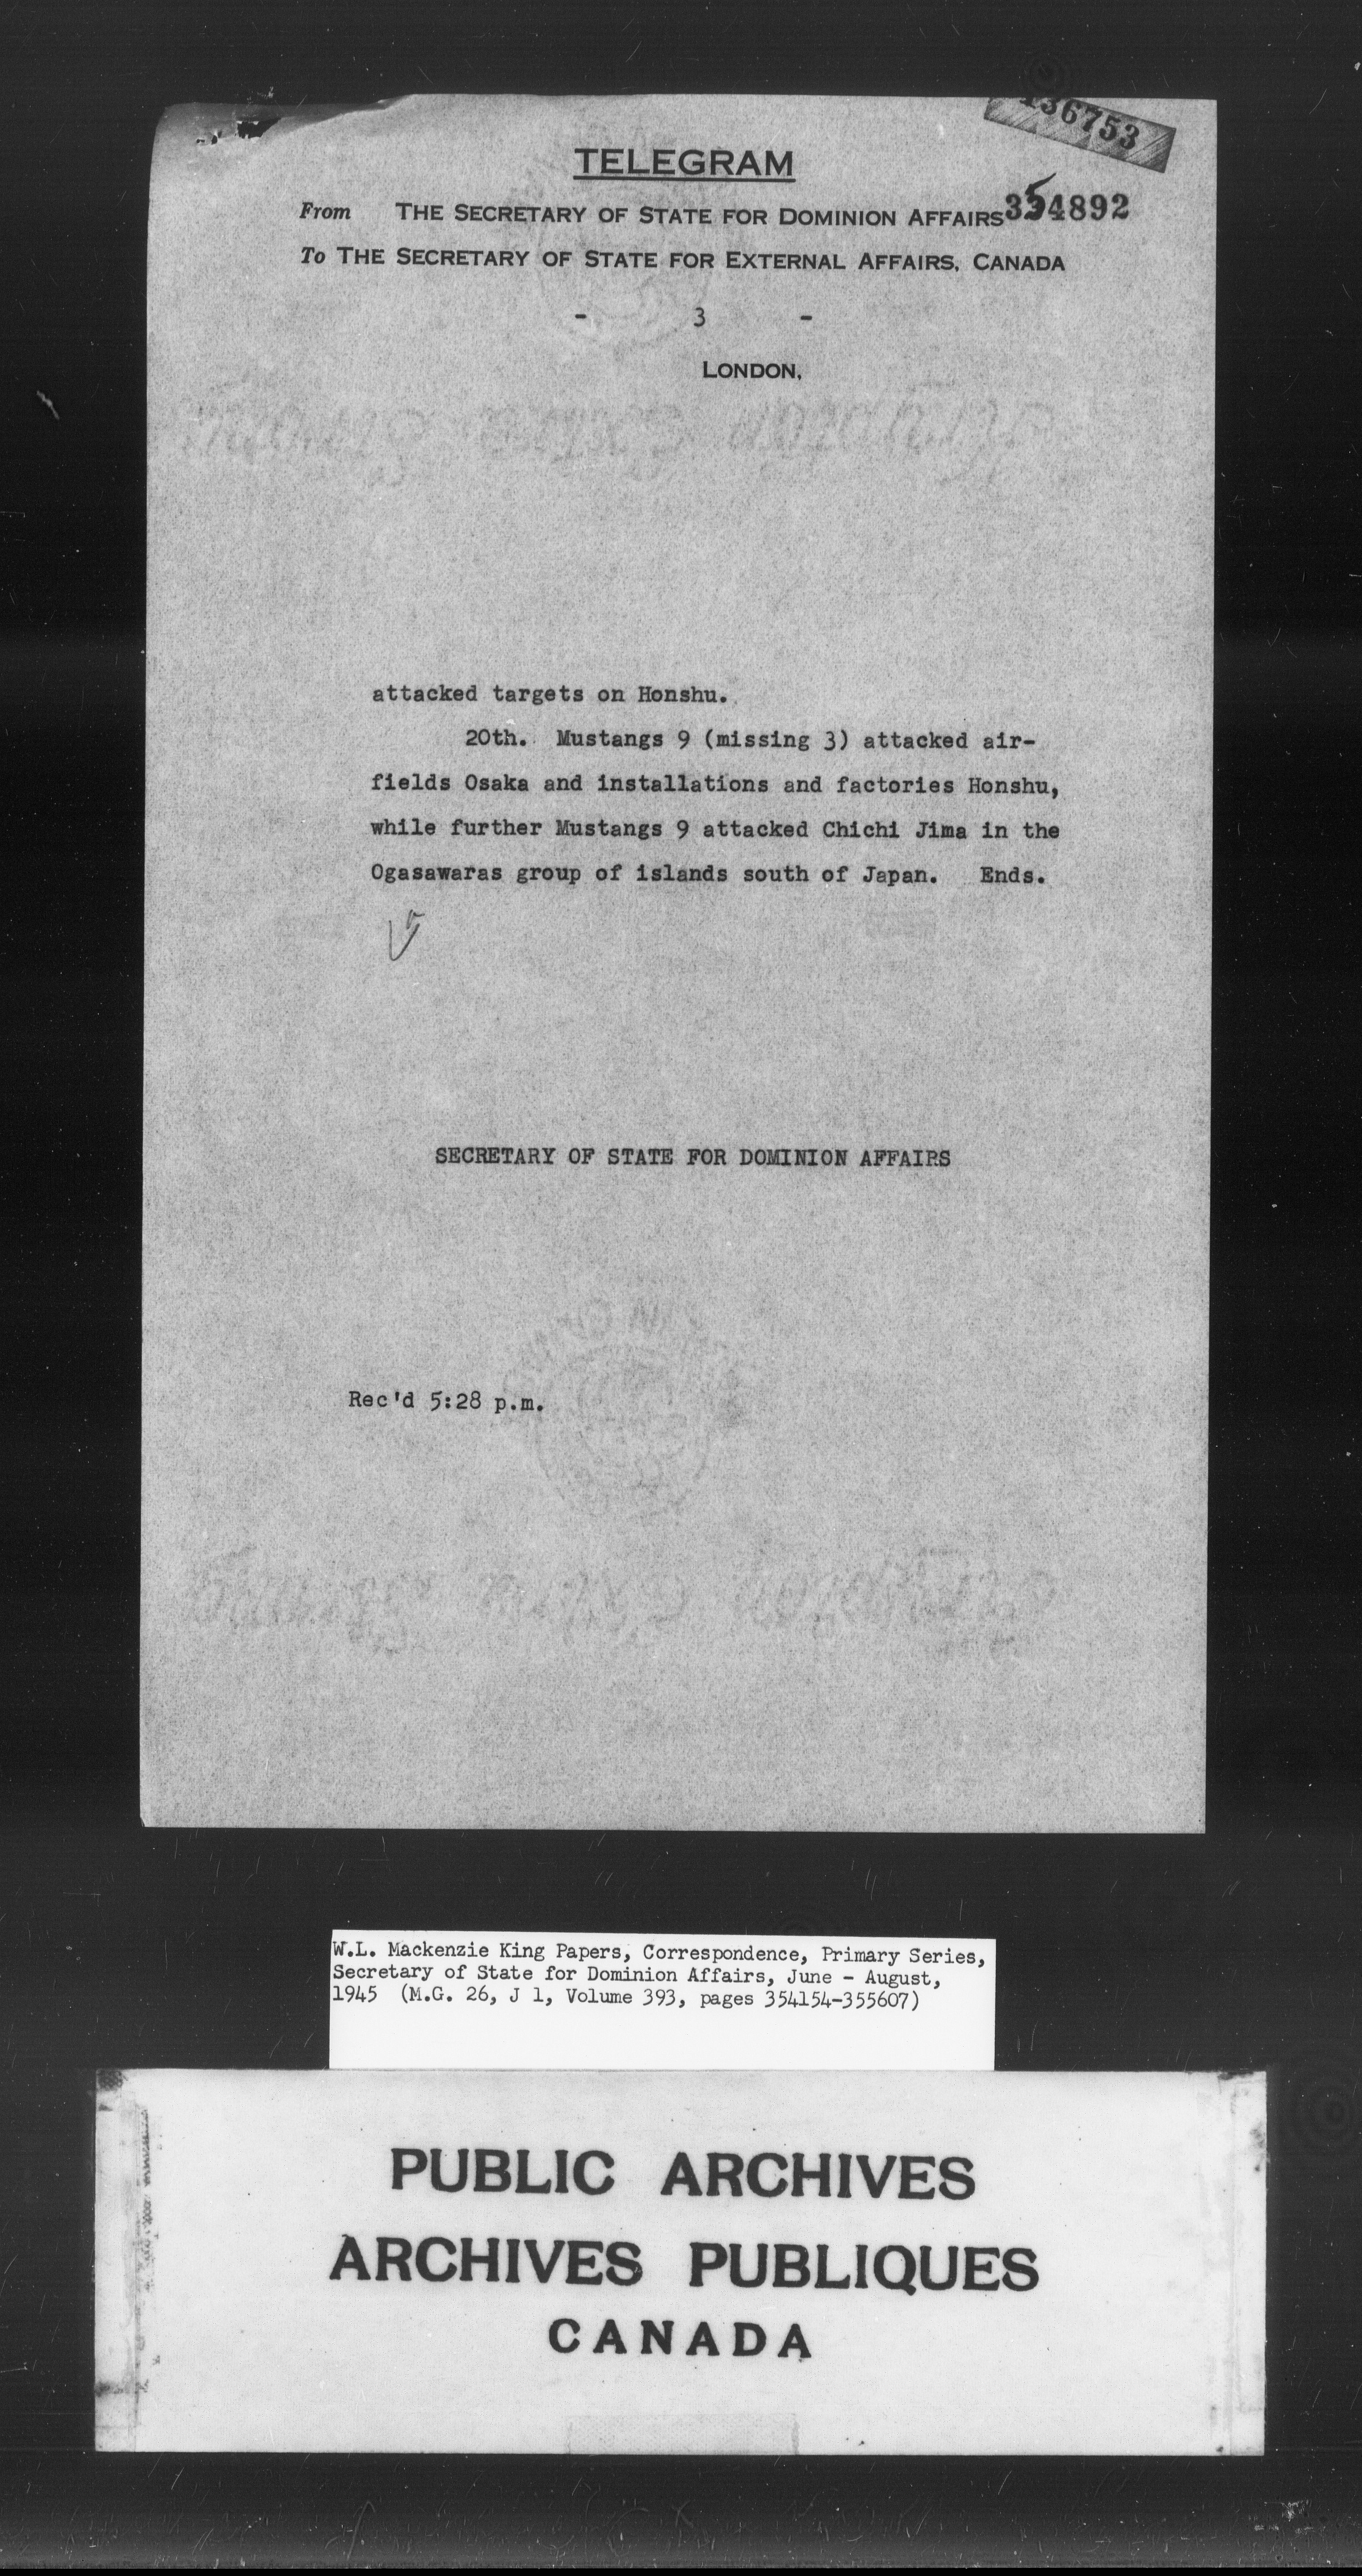 136753
TELEGRAM
From THE SECRETARY OF STATE FOR DOMINION AFFAIRS 354892
To THE SECRETARY OF STATE FOR EXTERNAL AFFAIRS, CANADA
- 3 -
LONDON,
attacked targets on Honshu.
20th. Mustangs 9 (missing 3) attacked air-
fields Osaka and installations and factories Honshu,
while further Mustangs 9 attacked Chichi Jima in the
Ogasawaras group of islands south of Japan. Ends.
SECRETARY OF STATE FOR DOMINION AFFAIRS
Rec'd 5:28 p.m.
W.L. Mackenzie King Papers, Correspondence, Primary Series,
Secretary of State for Dominion Affairs, June - August,
1945 (M.G. 26, J 1, Volume 393, pages 354154-355607)
PUBLIC ARCHIVES
ARCHIVES PUBLIQUES
CANADA